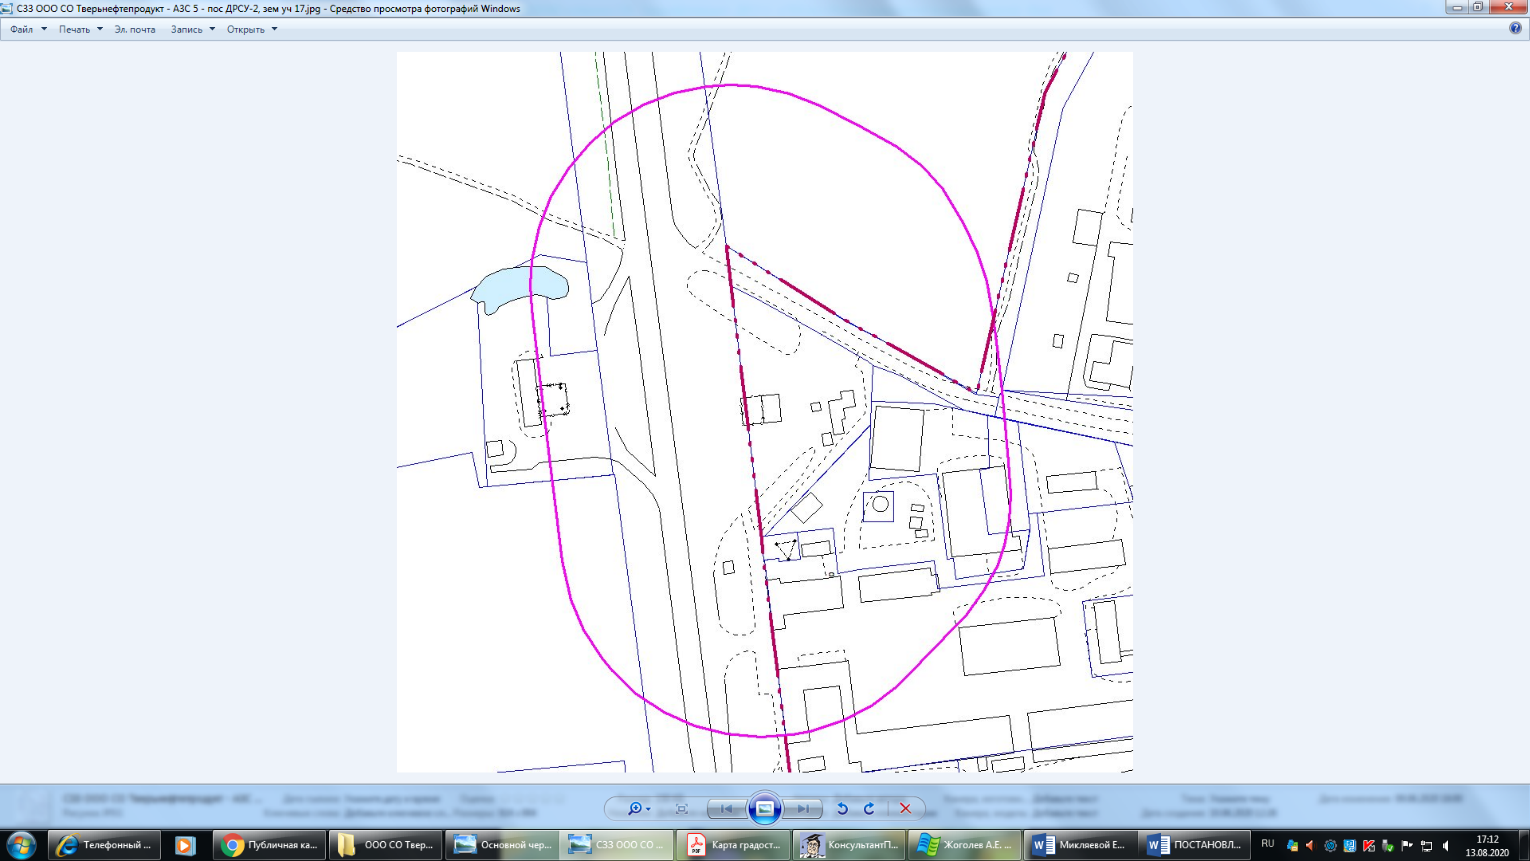 СЗЗ ООО СО Тверьнефтепродукт - АЗС 5 - пос ДРСУ-2, зем уч 17.jpg - Средство просмотра фотографий Windows
Файл Печать Эл. почта Запись Открыть
Телефонный ... Публичная ка... ООО СО Твер... Основной чер... СЗЗ ООО СО ... Карта градост... КонсультантП... Жоголев А.Е. ... Микляевой Е... ПОСТАНОВЛ... RU 17:12
13.08.2020